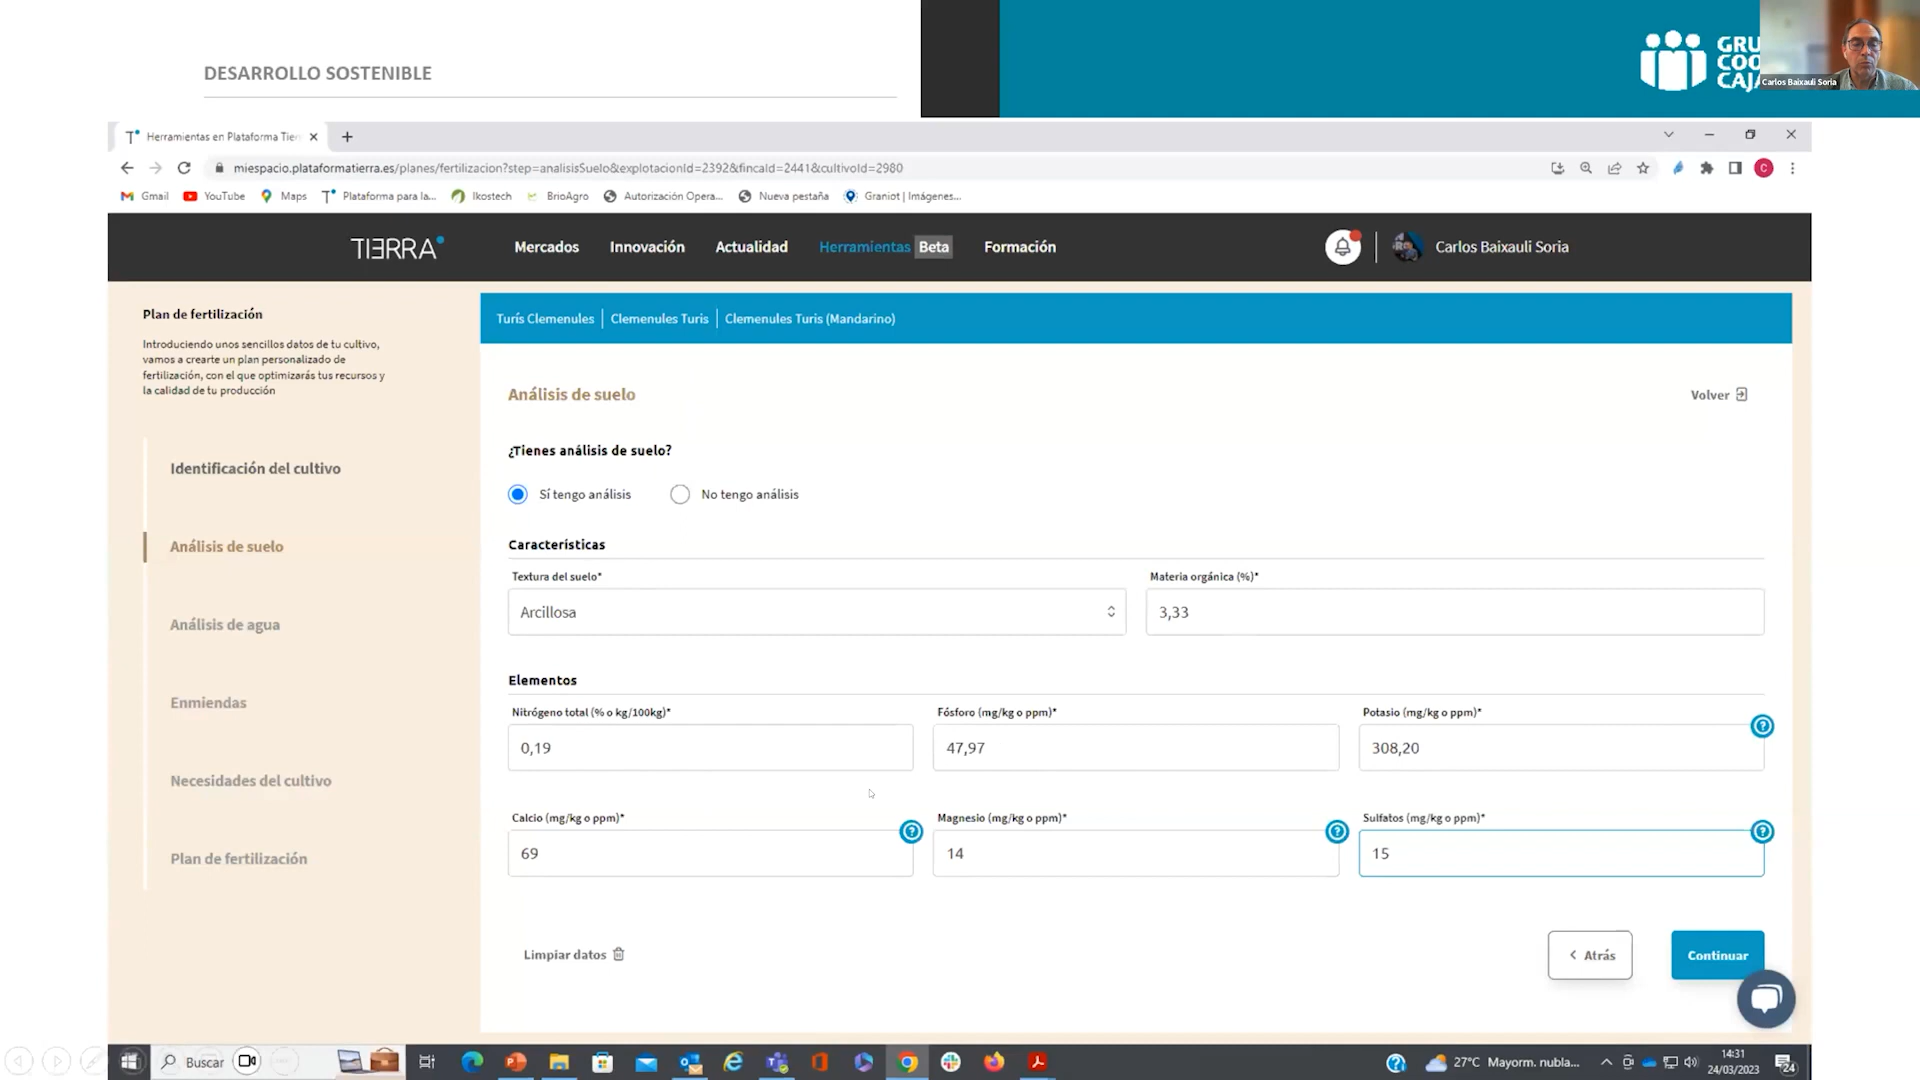 DESARROLLO SOSTENIBLE
GRU
COO
CAJ
Carlos Baixauli Soria
Herramientas en Plataforma Tier
miespacio.plataformatierra.es/planes/fertilizacion?step=analisisSuelo&explotacionId=2392&fincaId=2441&cultivoId=2980
C
Gmail YouTube Maps Plataforma para la... Ikostech BrioAgro Autorización Opera... Nueva pestaña Graniot | Imágenes...
TIERRA Mercados Innovación Actualidad Herramientas Beta Formación Carlos Baixauli Soria
Plan de fertilización
Introduciendo unos sencillos datos de tu cultivo,
vamos a crearte un plan personalizado de
fertilización, con el que optimizarás tus recursos y
la calidad de tu producción
Identificación del cultivo
Análisis de suelo
Análisis de agua
Enmiendas
Necesidades del cultivo
Plan de fertilización
Turís Clemenules | Clemenules Turis | Clemenules Turis (Mandarino)
Análisis de suelo
Volver
¿Tienes análisis de suelo?
Sí tengo análisis No tengo análisis
Características
Textura del suelo* Materia orgánica (%)*
Arcillosa 3,33
Elementos
Nitrógeno total (% o kg/100kg)* Fósforo (mg/kg o ppm)* Potasio (mg/kg o ppm)*
0,19 47,97 308,20
Calcio (mg/kg o ppm)* Magnesio (mg/kg o ppm)* Sulfatos (mg/kg o ppm)*
69 14 15
Limpiar datos
Atrás Continuar
Buscar
27°C Mayorm. nubla...
14:31
24/03/2023
24